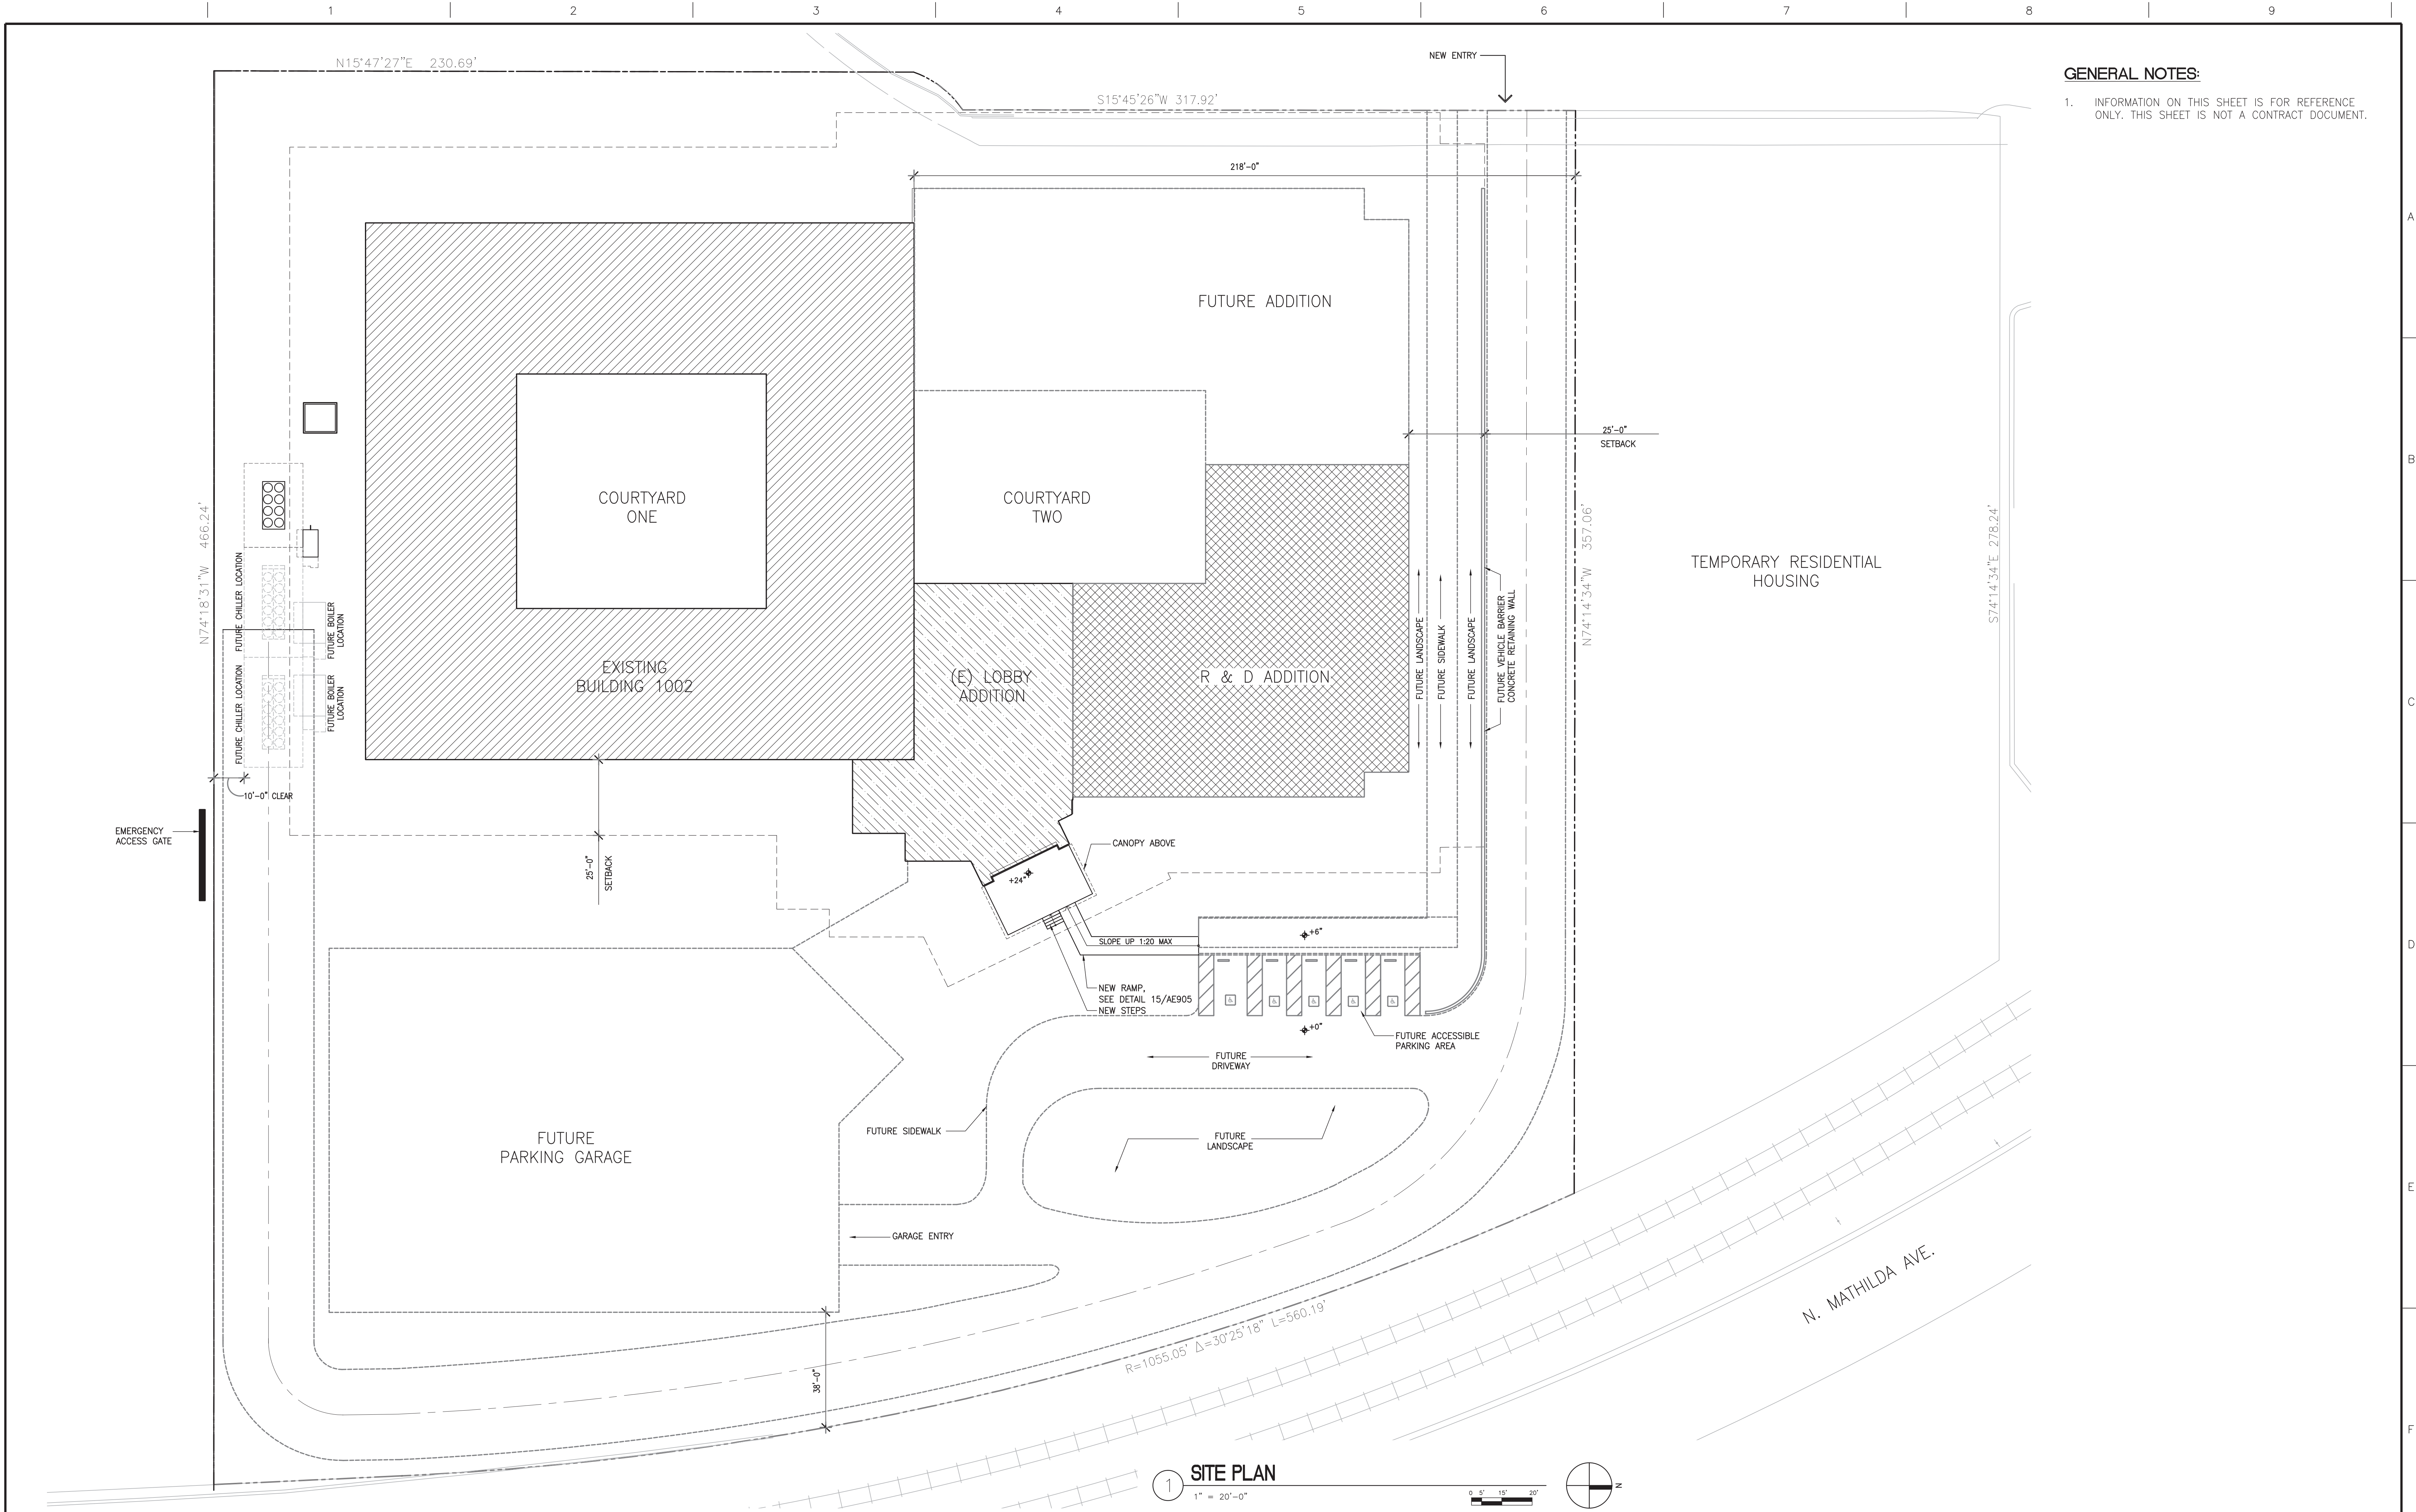 1 2 3 4 5 6 7 8 9
NEW ENTRY
N15°47'27"E 230.69'
S15°45'26"W 317.92'
GENERAL NOTES:
1. INFORMATION ON THIS SHEET IS FOR REFERENCE
ONLY. THIS SHEET IS NOT A CONTRACT DOCUMENT.
218'-0"
A
FUTURE ADDITION
25'-0"
SETBACK
B
COURTYARD
ONE
COURTYARD
TWO
N74°18'31"W 466.24'
N74°14'34"W 357.06'
S74°14'34"E 278.24'
TEMPORARY RESIDENTIAL
HOUSING
FUTURE CHILLER LOCATION
FUTURE BOILER
LOCATION
FUTURE CHILLER LOCATION
FUTURE BOILER
LOCATION
EXISTING
BUILDING 1002
(E) LOBBY
ADDITION
R & D ADDITION
FUTURE LANDSCAPE
FUTURE SIDEWALK
FUTURE LANDSCAPE
FUTURE VEHICLE BARRIER
CONCRETE RETAINING WALL
C
10'-0" CLEAR
EMERGENCY
ACCESS GATE
25'-0"
SETBACK
CANOPY ABOVE
+24"
+6"
SLOPE UP 1:20 MAX
D
NEW RAMP,
SEE DETAIL 15/AE905
NEW STEPS
+0"
FUTURE ACCESSIBLE
PARKING AREA
FUTURE
DRIVEWAY
FUTURE SIDEWALK
FUTURE
LANDSCAPE
FUTURE
PARKING GARAGE
E
GARAGE ENTRY
N. MATHILDA AVE.
R=1055.05' Δ=30°25'18" L=560.19'
38'-0"
F
1 SITE PLAN
1" = 20'-0"
0 5' 15' 20'
N